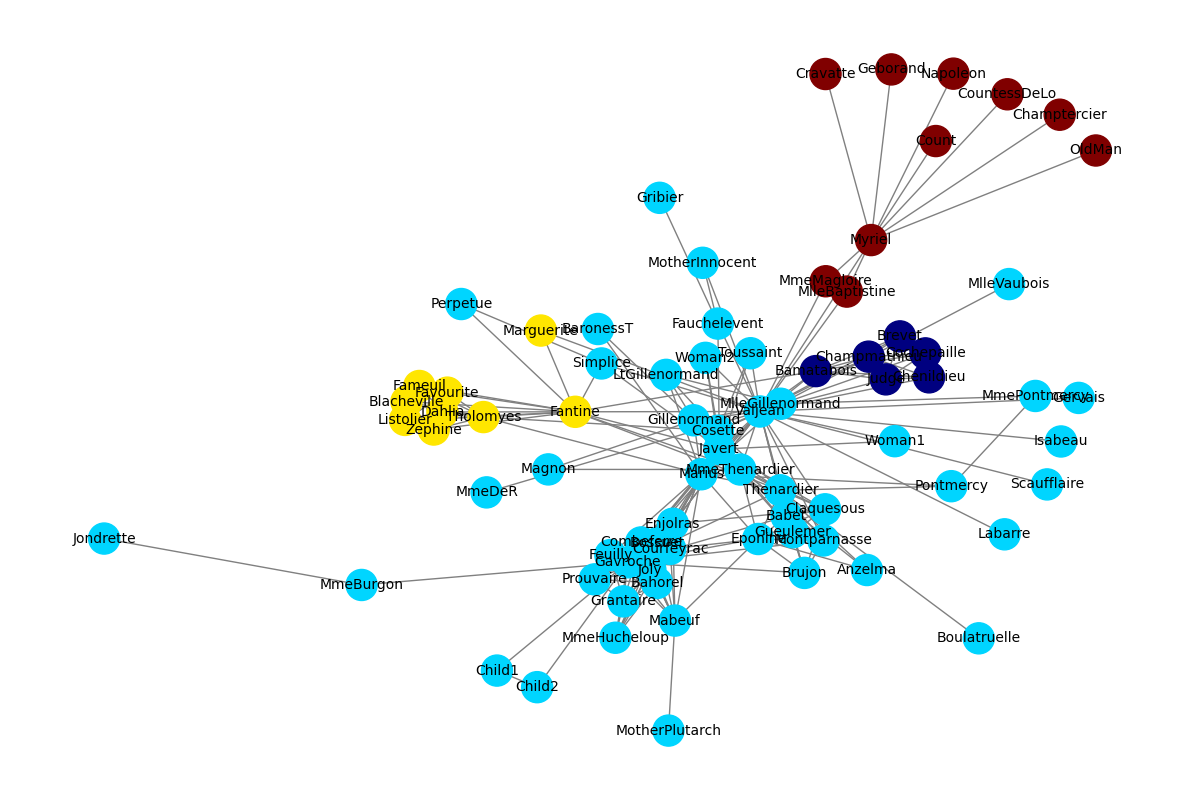 Cravatte
Geborand
Napoleon
CountessDeLo
Champtercier
Count
OldMan
Gribier
Myriel
MotherInnocent
MmeMagloire
MlleBaptistine
MlleVaubois
Perpetue
Marguerite
BaronessT
Fauchelevent
Brevet
Simplice
Woman2
Toussaint
Champmathieu
Cochepaille
LtGillenormand
Bamatabois
Judge
Chenildieu
Fameuil
Favourite
Blacheville
MmePontmercy
Gervais
MlleGillenormand
Valjean
Dahlia
Tholomyes
Fantine
Listolier
Zephine
Gillenormand
Cosette
Woman1
Isabeau
Javert
Magnon
Marius
MmeThenardier
MmeDeR
Thenardier
Pontmercy
Scaufflaire
Claquesous
Babet
Enjolras
Gueulemer
Labarre
Jondrette
Combeferre
Bossuet
Eponine
Montparnasse
Courfeyrac
Feuilly
Gavroche
Joly
Prouvaire
Bahorel
Brujon
Anzelma
MmeBurgon
Grantaire
Mabeuf
MmeHucheloup
Boulatruelle
Child1
Child2
MotherPlutarch